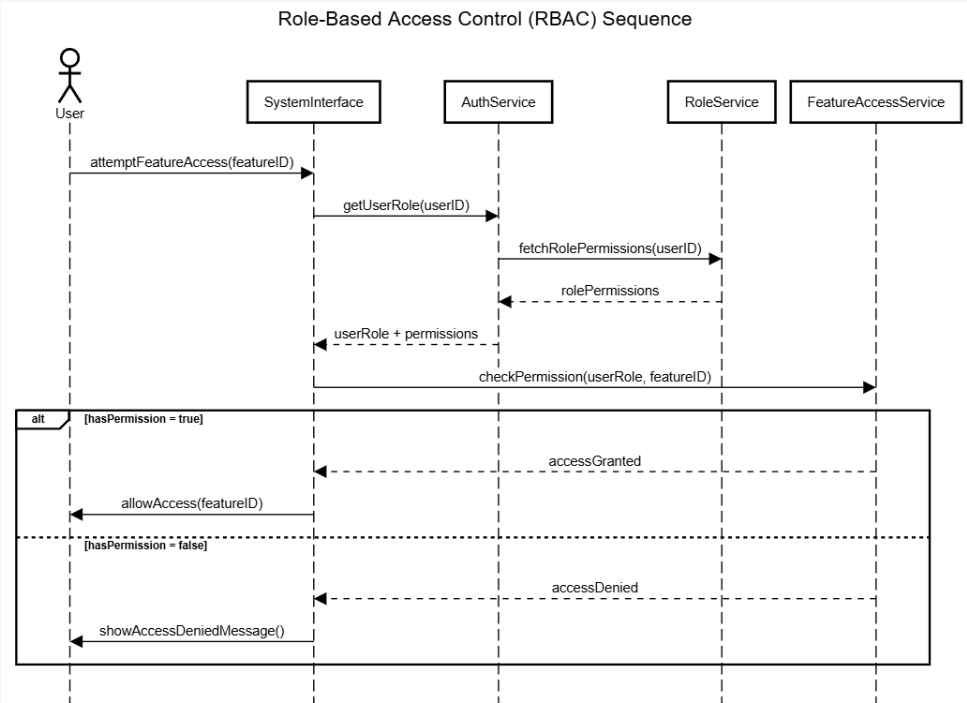 Role-Based Access Control (RBAC) Sequence
User
SystemInterface
AuthService
RoleService
FeatureAccessService
attemptFeatureAccess(featureID)
getUserRole(userID)
fetchRolePermissions(userID)
rolePermissions
userRole + permissions
checkPermission(userRole, featureID)
alt
[hasPermission = true]
accessGranted
allowAccess(featureID)
[hasPermission = false]
accessDenied
showAccessDeniedMessage()